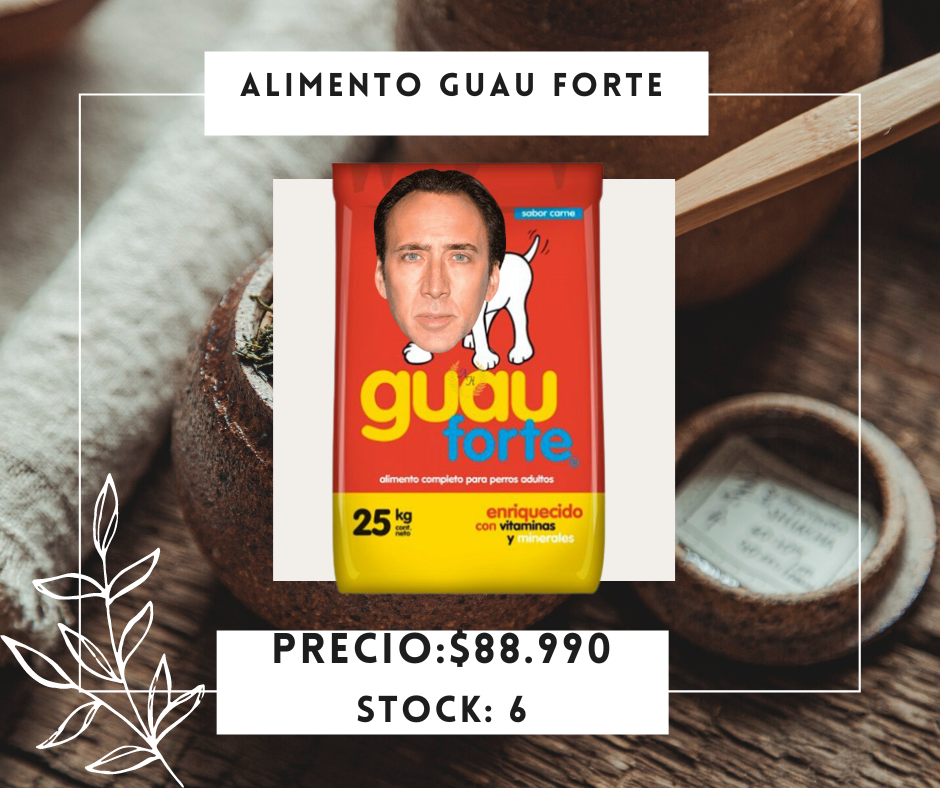 ALIMENTO GUAU FORTE
sabor carne
guau
forte®
alimento completo para perros adultos
25 kg
cont.
neto
enriquecido
con vitaminas
y minerales
PRECIO:$88.990
STOCK: 6